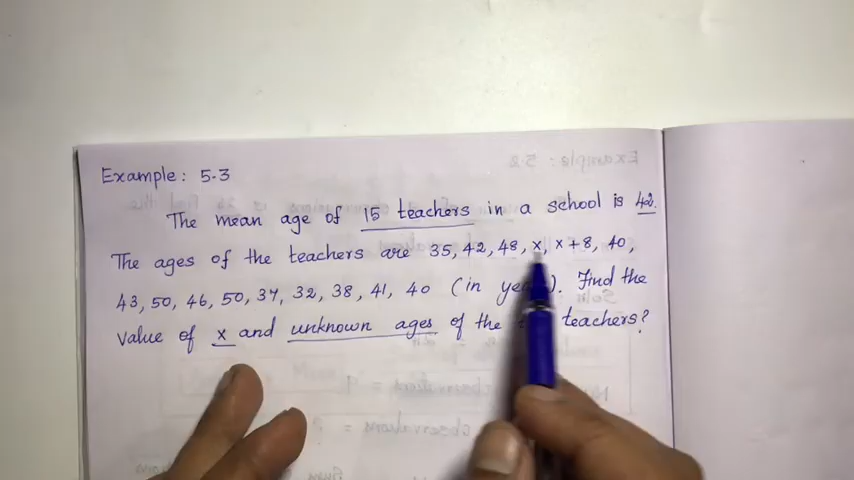 Example: 5.3
The mean age of 15 teachers in a school is 42.
The ages of the teachers are 35, 42, 48, x, x+8, 40,
43, 50, 46, 50, 37, 32, 38, 41, 40 (in ). Find the
value of x and unknown ages of the teachers?